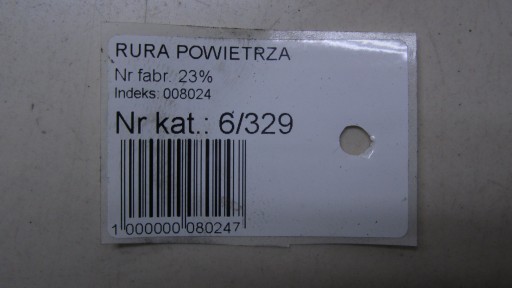 RURA POWIETRZA
Nr fabr. 23%
Indeks: 008024
Nr kat.: 6/329
1 000000 080247